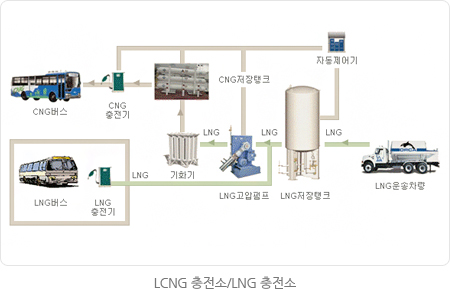 자동제어기
CNG저장탱크
CNG버스
CNG
충전기
LNG
LNG
LNG
LNG
기화기
LNG고압펌프
LNG저장탱크
LNG운송차량
LNG버스
LNG
충전기
LCNG 충전소/LNG 충전소